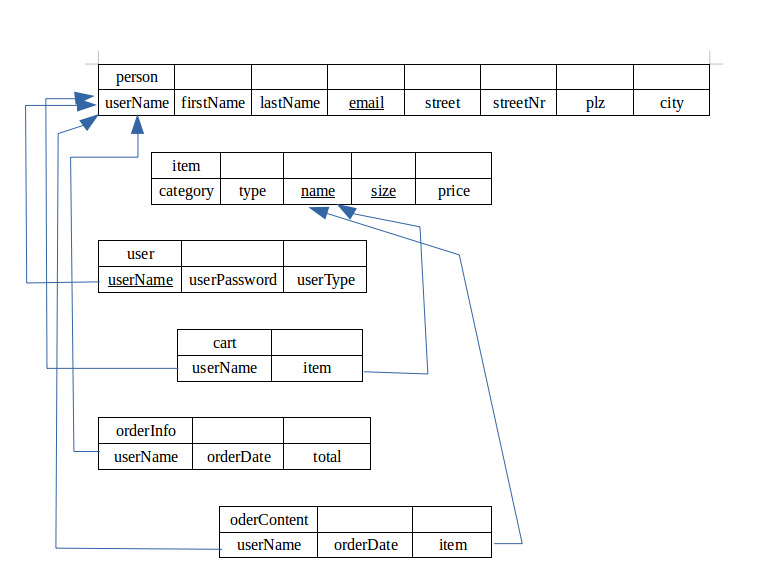 person
userName firstName lastName email street streetNr plz city
item
category type name size price
user
userName userPassword userType
cart
userName item
orderInfo
userName orderDate total
oderContent
userName orderDate item